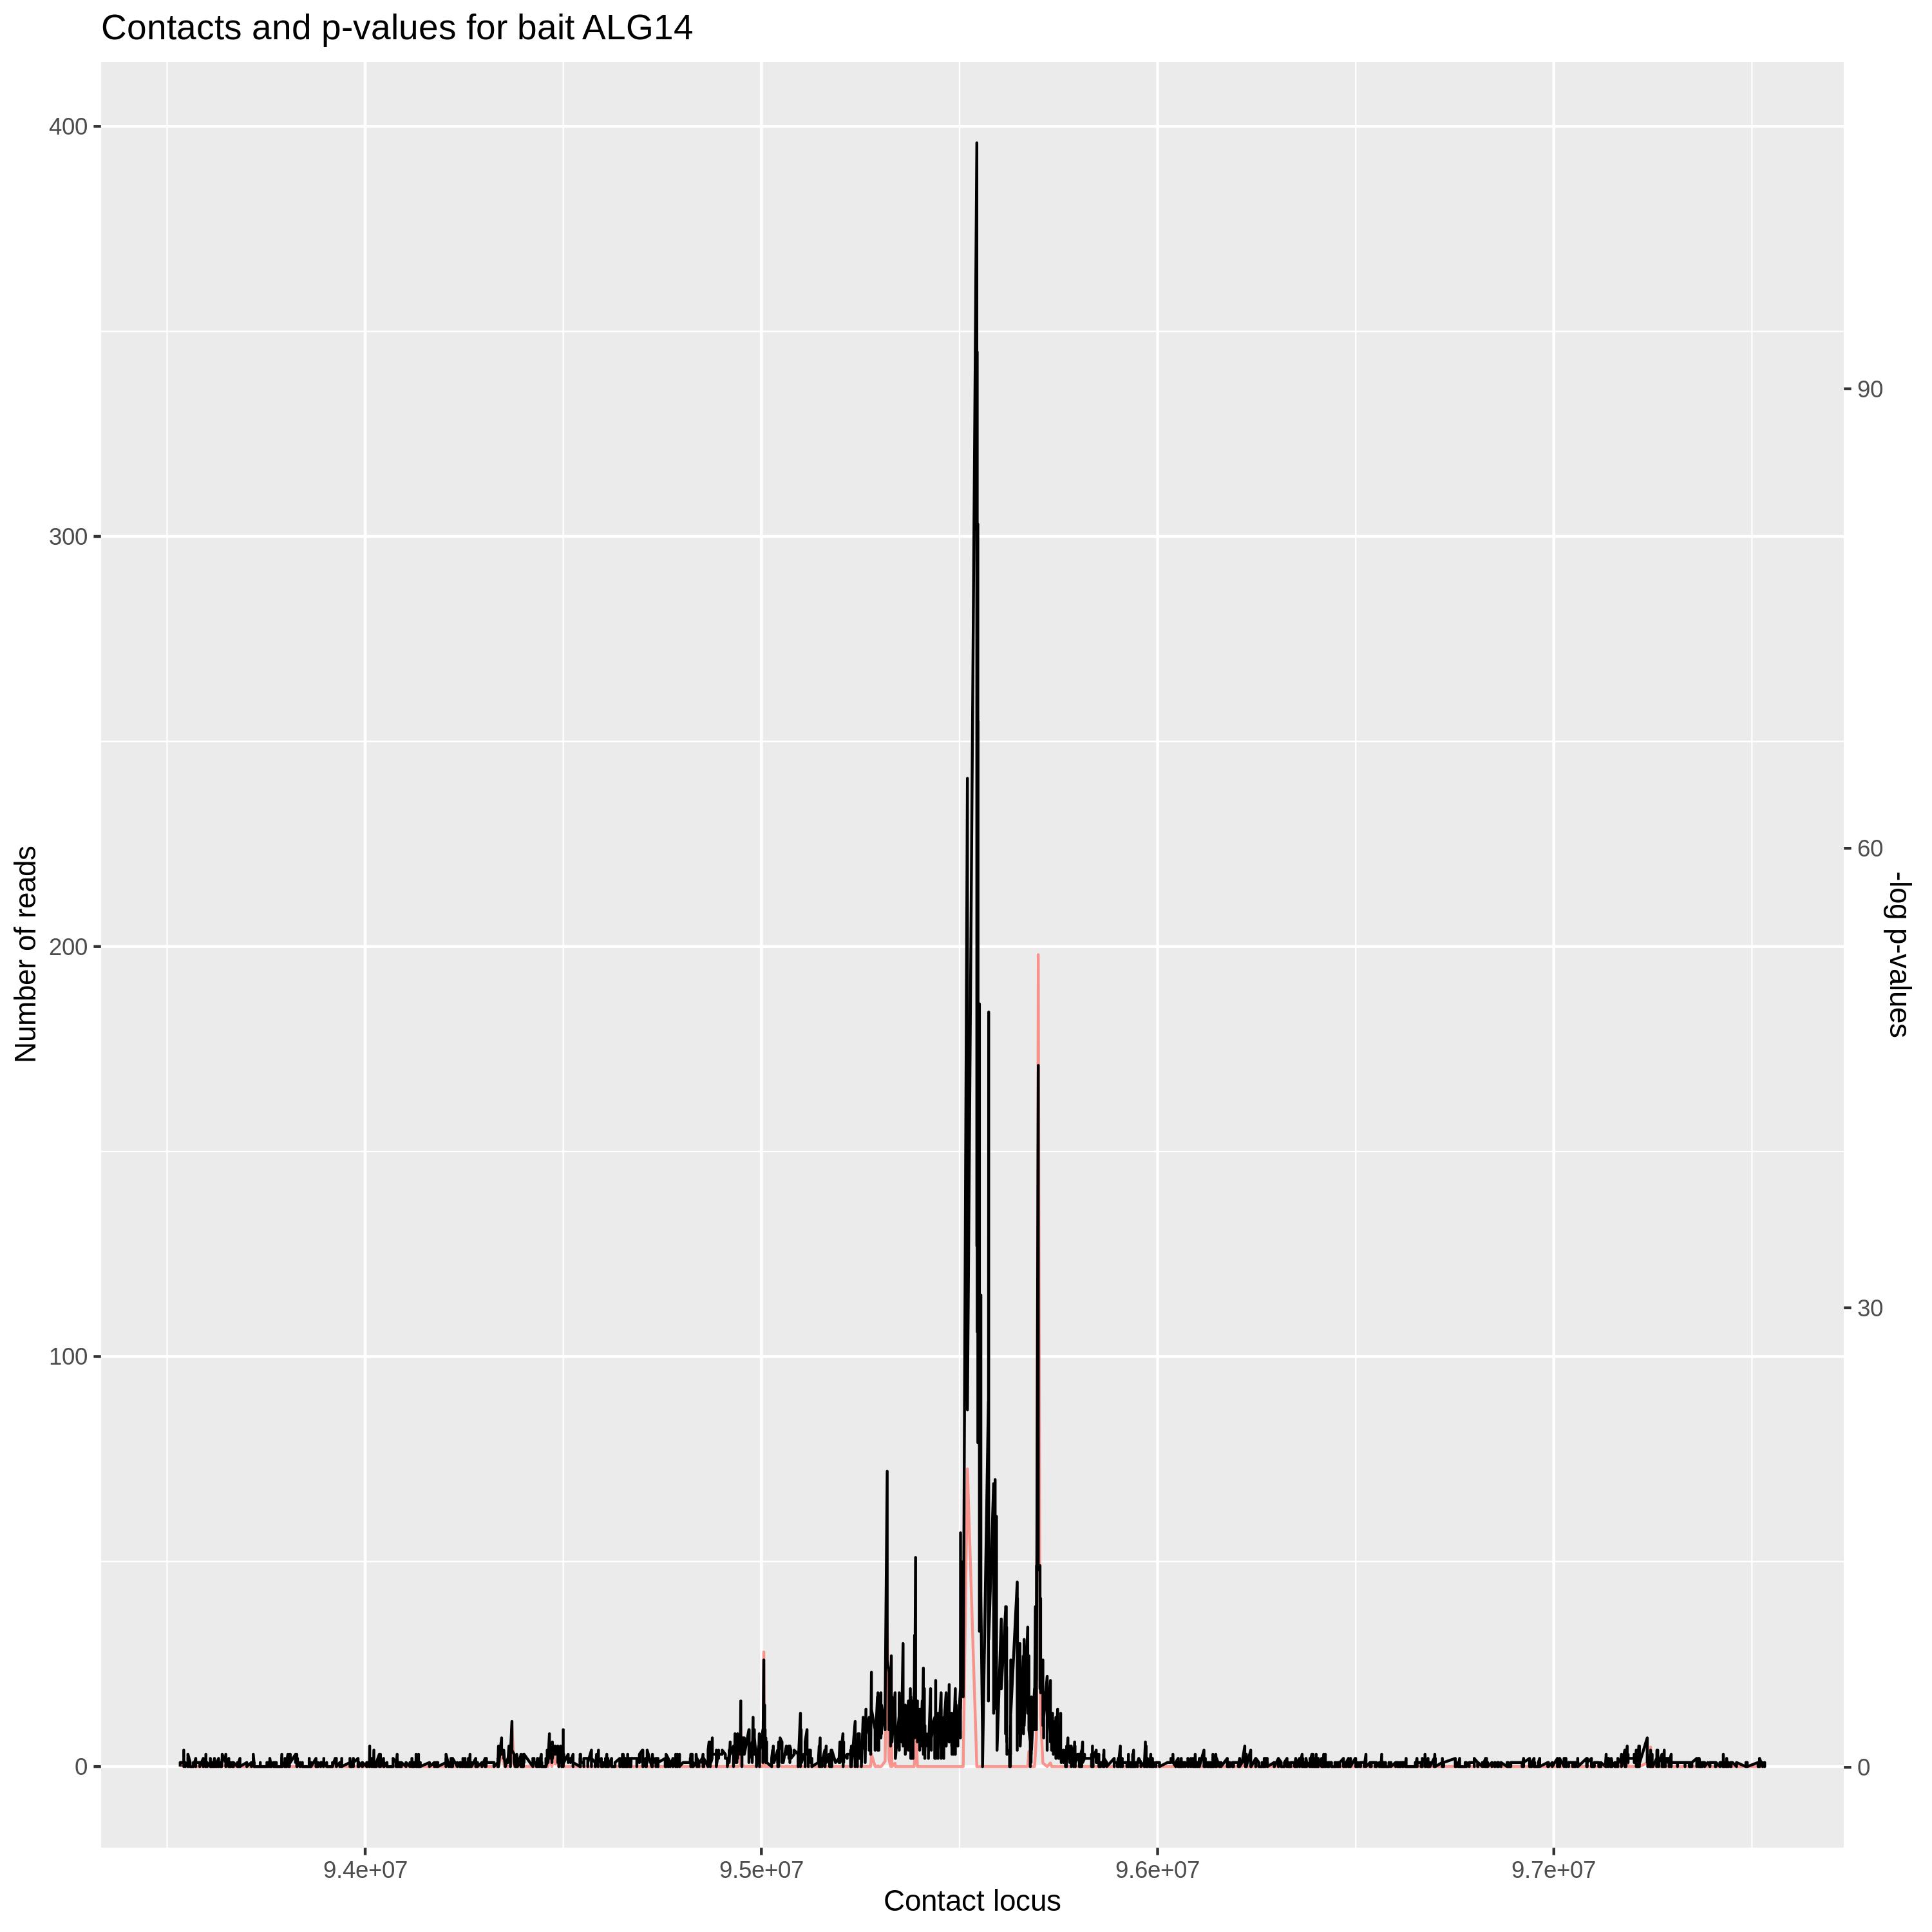 Contacts and p-values for bait ALG14
400
300
200
100
0
Number of reads
90
60
30
0
-log p-values
9.4e+07 9.5e+07 9.6e+07 9.7e+07
Contact locus